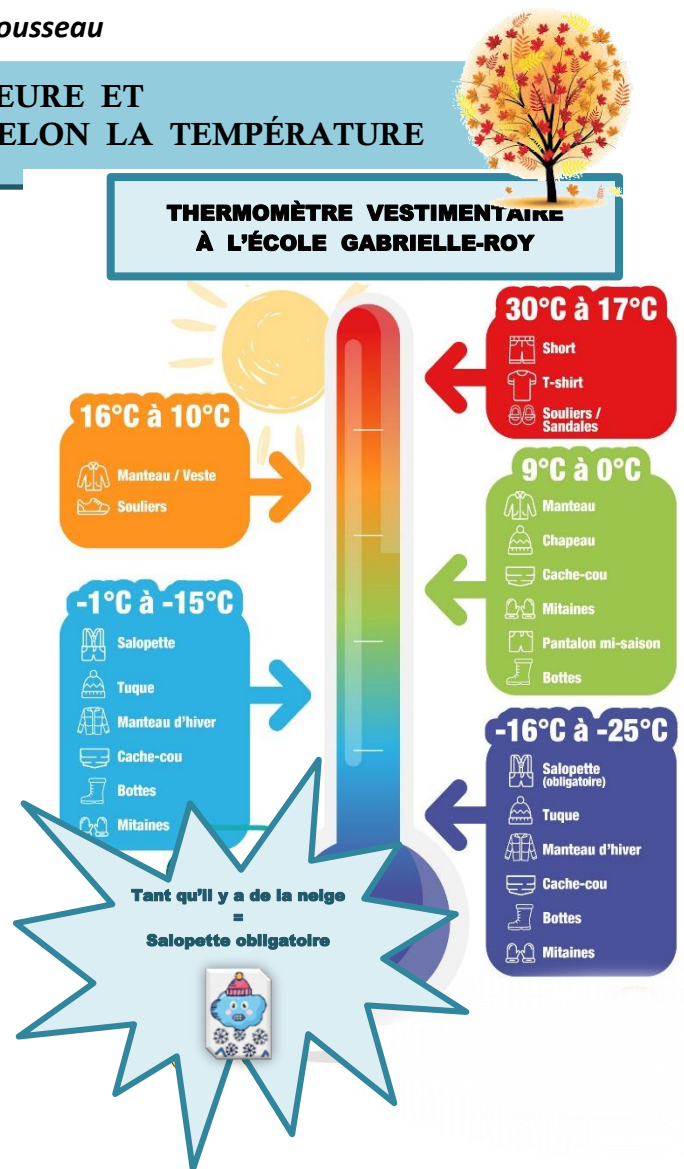 ousseau
EURE ET
ELON LA TEMPÉRATURE
THERMOMÈTRE VESTIMENTAIRE
À L'ÉCOLE GABRIELLE-ROY
30°C à 17°C
Short
T-shirt
Souliers /
Sandales
16°C à 10°C
Manteau / Veste
Souliers
9°C à 0°C
Manteau
Chapeau
Cache-cou
Mitaines
Pantalon mi-saison
Bottes
-1°C à -15°C
Salopette
Tuque
Manteau d'hiver
Cache-cou
Bottes
Mitaines
-16°C à -25°C
Salopette
(obligatoire)
Tuque
Manteau d'hiver
Cache-cou
Bottes
Mitaines
Tant qu'il y a de la neige
=
Salopette obligatoire